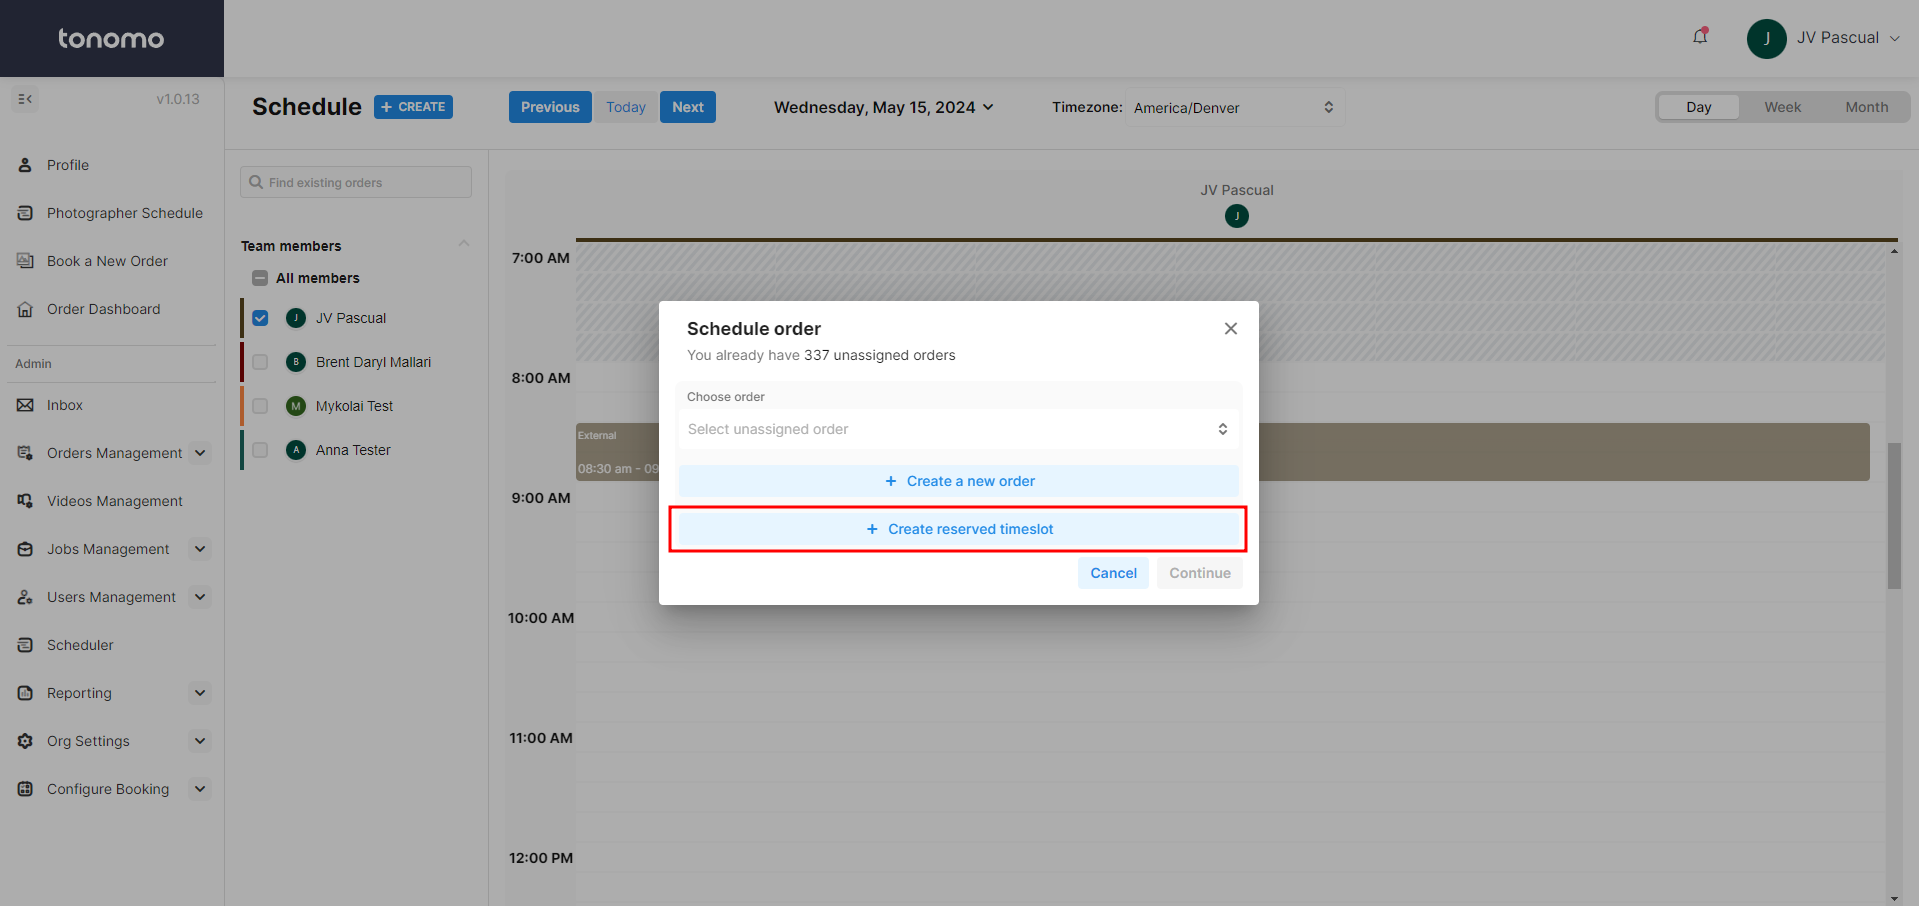 tonomo
J
JV Pascual
v1.0.13
Schedule
+ CREATE
Previous
Today
Next
Wednesday, May 15, 2024
Timezone:
America/Denver
Day
Week
Month
Profile
Photographer Schedule
Book a New Order
Order Dashboard
Admin
Inbox
Orders Management
Videos Management
Jobs Management
Users Management
Scheduler
Reporting
Org Settings
Configure Booking
Find existing orders
Team members
All members
J JV Pascual
B Brent Daryl Mallari
M Mykolai Test
A Anna Tester
JV Pascual
J
7:00 AM
8:00 AM
External
08:30 am - 09
9:00 AM
10:00 AM
11:00 AM
12:00 PM
Schedule order
You already have 337 unassigned orders
Choose order
Select unassigned order
+ Create a new order
+ Create reserved timeslot
Cancel
Continue